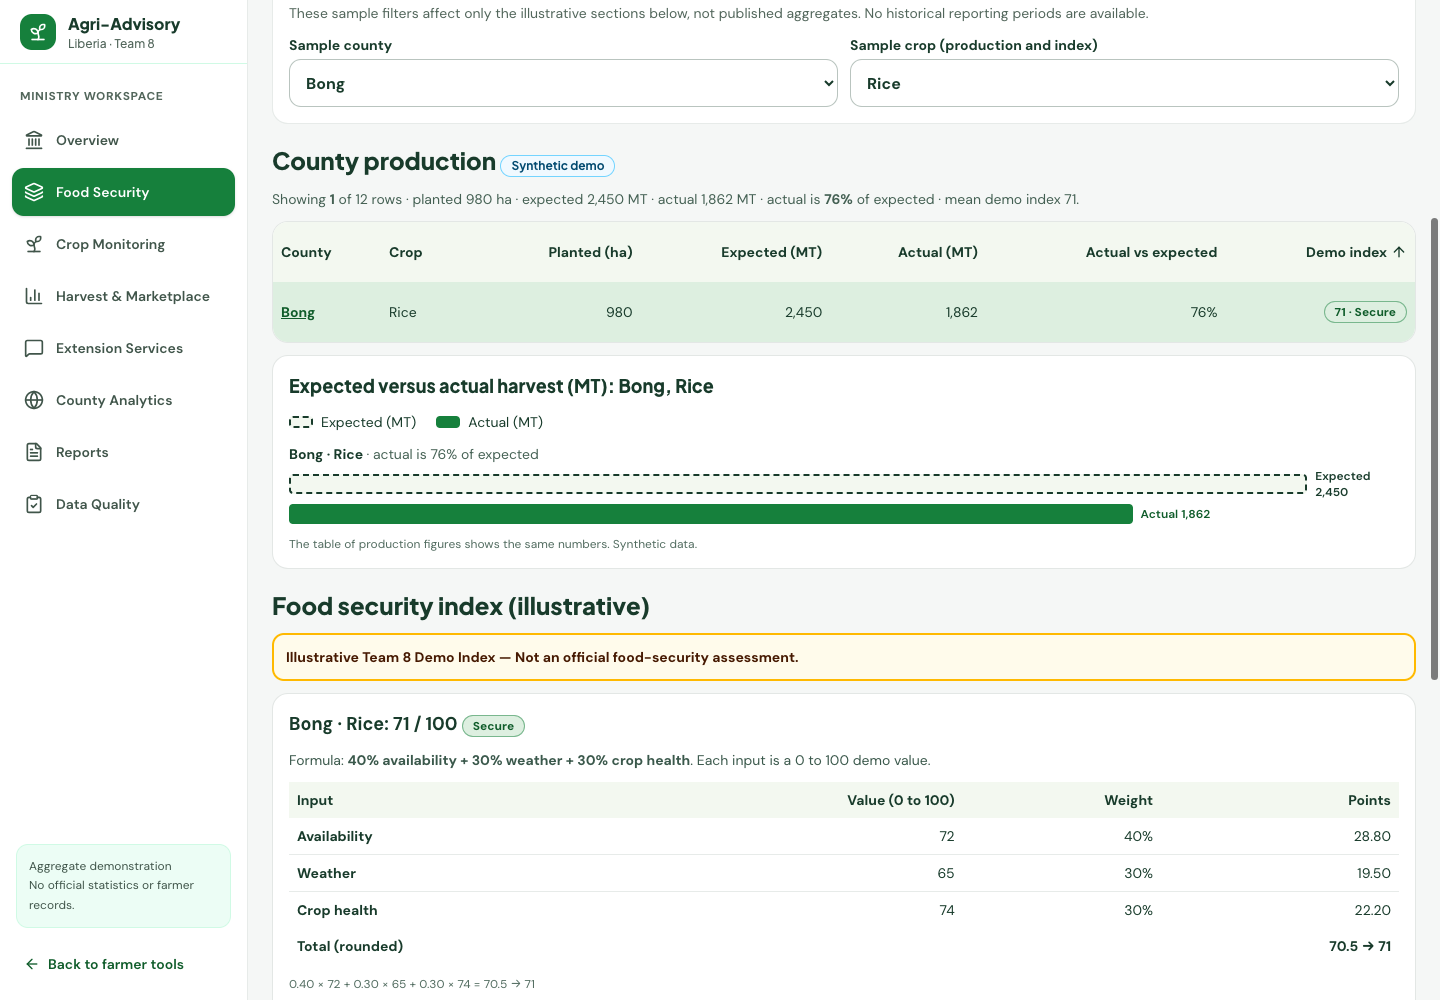 Agri-Advisory
Liberia · Team 8
MINISTRY WORKSPACE
Overview
Food Security
Crop Monitoring
Harvest & Marketplace
Extension Services
County Analytics
Reports
Data Quality
Aggregate demonstration
No official statistics or farmer
records.
← Back to farmer tools
These sample filters affect only the illustrative sections below, not published aggregates. No historical reporting periods are available.
Sample county
Sample crop (production and index)
Bong
Rice
County production Synthetic demo
Showing 1 of 12 rows · planted 980 ha · expected 2,450 MT · actual 1,862 MT · actual is 76% of expected · mean demo index 71.
County Crop Planted (ha) Expected (MT) Actual (MT) Actual vs expected Demo index ↑
Bong Rice 980 2,450 1,862 76% 71 · Secure
Expected versus actual harvest (MT): Bong, Rice
Expected (MT) Actual (MT)
Bong · Rice · actual is 76% of expected
Expected
2,450
Actual 1,862
The table of production figures shows the same numbers. Synthetic data.
Food security index (illustrative)
Illustrative Team 8 Demo Index — Not an official food-security assessment.
Bong · Rice: 71 / 100 Secure
Formula: 40% availability + 30% weather + 30% crop health. Each input is a 0 to 100 demo value.
Input Value (0 to 100) Weight Points
Availability 72 40% 28.80
Weather 65 30% 19.50
Crop health 74 30% 22.20
Total (rounded) 70.5 → 71
0.40 × 72 + 0.30 × 65 + 0.30 × 74 = 70.5 → 71